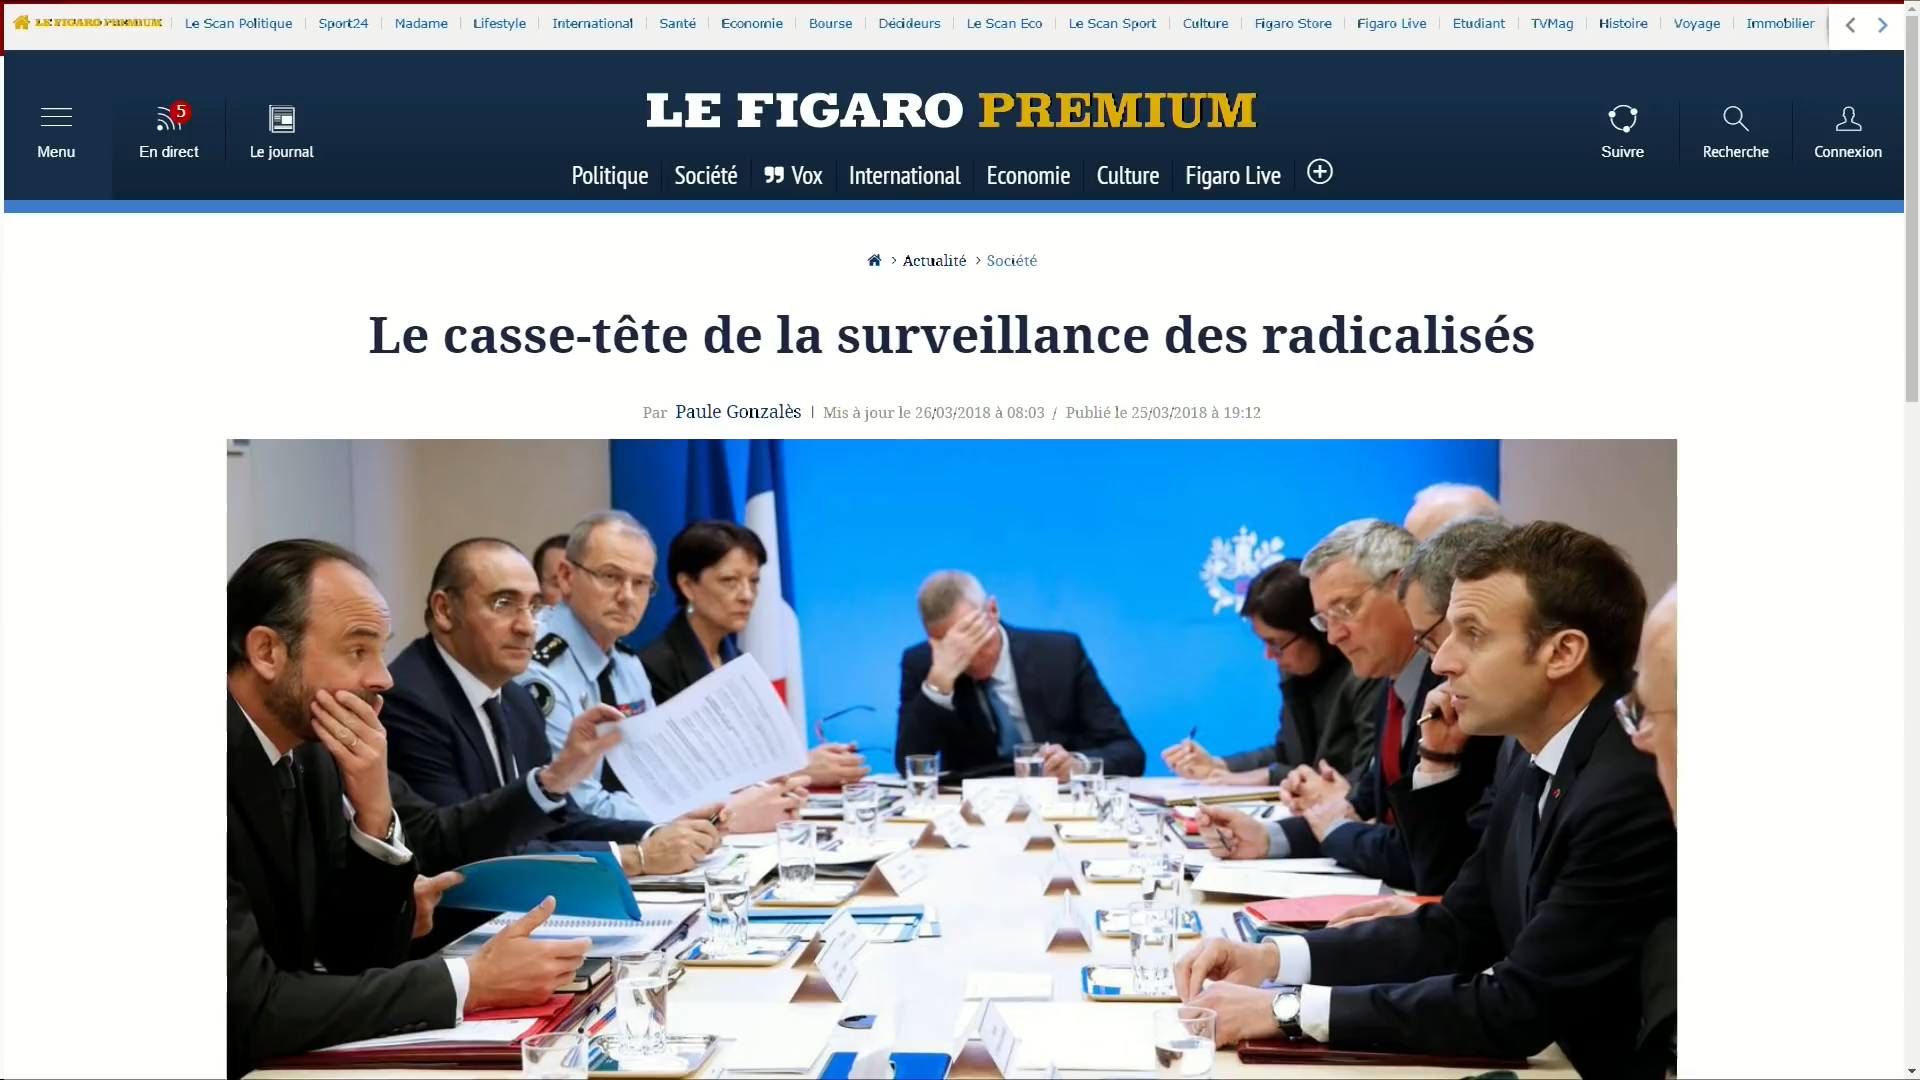 LE FIGARO PREMIUM Le Scan Politique Sport24 Madame Lifestyle International Santé Economie Bourse Décideurs Le Scan Eco Le Scan Sport Culture Figaro Store Figaro Live Etudiant TVMag Histoire Voyage Immobilier
LE FIGARO PREMIUM
5
Menu En direct Le journal
Suivre Recherche Connexion
Politique Société Vox International Economie Culture Figaro Live
Actualité Société
Le casse-tête de la surveillance des radicalisés
Par Paule Gonzalès | Mis à jour le 26/03/2018 à 08:03 / Publié le 25/03/2018 à 19:12